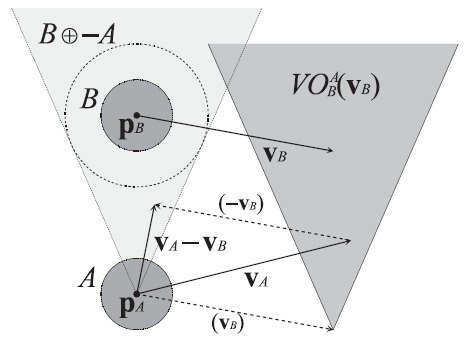 B⊕−A
B
p_B
VO^A_B(v_B)
v_B
(−v_B)
v_A−v_B
A
v_A
p_A
(v_B)